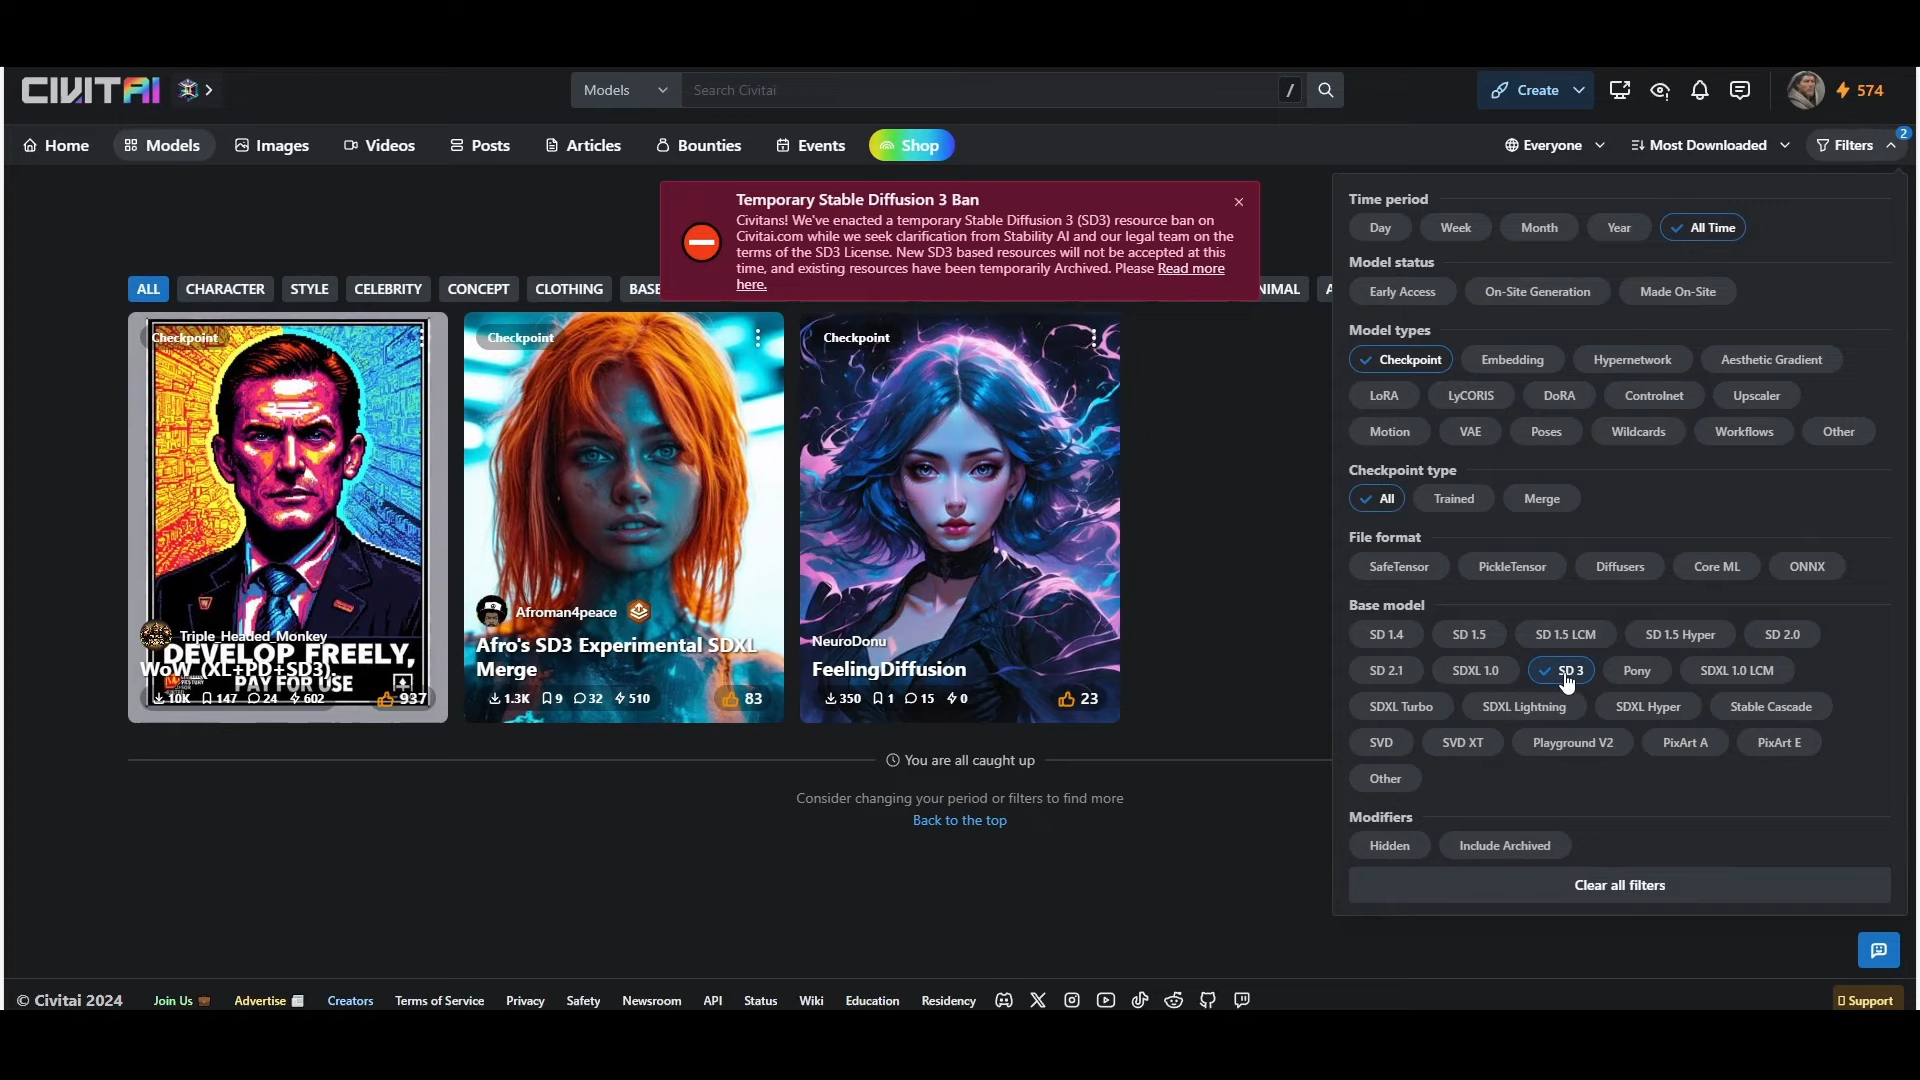 CIVITAI
Models
Search Civitai
/
Create
574
Home
Models
Images
Videos
Posts
Articles
Bounties
Events
Shop
Everyone
Most Downloaded
Filters
2
Temporary Stable Diffusion 3 Ban
Civitans! We've enacted a temporary Stable Diffusion 3 (SD3) resource ban on
Civitai.com while we seek clarification from Stability AI and our legal team on the
terms of the SD3 License. New SD3 based resources will not be accepted at this
time, and existing resources have been temporarily Archived. Please Read more
here.
ALL
CHARACTER
STYLE
CELEBRITY
CONCEPT
CLOTHING
BASE
NIMAL
A
Checkpoint
Triple_Headed_Monkey
DEVELOP FREELY,
WoW (XL+PD+SD3).
PAY FOR USE
10K 147 24 602
937
Checkpoint
Afroman4peace
Afro's SD3 Experimental SDXL
Merge
1.3K 9 32 510
83
Checkpoint
NeuroDonu
FeelingDiffusion
350 1 15 0
23
You are all caught up
Consider changing your period or filters to find more
Back to the top
Time period
Day Week Month Year All Time
Model status
Early Access On-Site Generation Made On-Site
Model types
Checkpoint Embedding Hypernetwork Aesthetic Gradient
LoRA LyCORIS DoRA Controlnet Upscaler
Motion VAE Poses Wildcards Workflows Other
Checkpoint type
All Trained Merge
File format
SafeTensor PickleTensor Diffusers Core ML ONNX
Base model
SD 1.4 SD 1.5 SD 1.5 LCM SD 1.5 Hyper SD 2.0
SD 2.1 SDXL 1.0 SD 3 Pony SDXL 1.0 LCM
SDXL Turbo SDXL Lightning SDXL Hyper Stable Cascade
SVD SVD XT Playground V2 PixArt A PixArt E
Other
Modifiers
Hidden Include Archived
Clear all filters
© Civitai 2024 Join Us Advertise Creators Terms of Service Privacy Safety Newsroom API Status Wiki Education Residency
Support